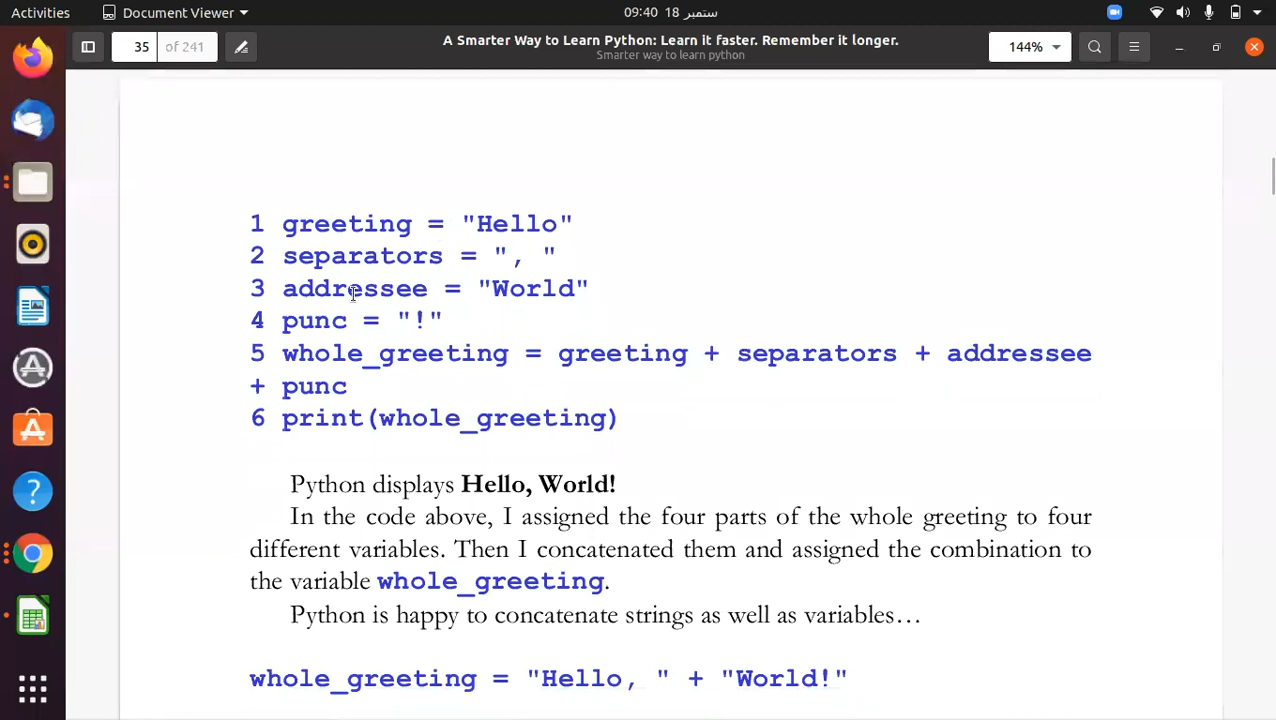 Activities
Document Viewer
09:40 18 ستمبر
35 of 241
A Smarter Way to Learn Python: Learn it faster. Remember it longer.
Smarter way to learn python
144%
1 greeting = "Hello"
2 separators = ", "
3 addressee = "World"
4 punc = "!"
5 whole_greeting = greeting + separators + addressee
+ punc
6 print(whole_greeting)
Python displays Hello, World!
In the code above, I assigned the four parts of the whole greeting to four
different variables. Then I concatenated them and assigned the combination to
the variable whole_greeting.
Python is happy to concatenate strings as well as variables…
whole_greeting = "Hello, " + "World!"